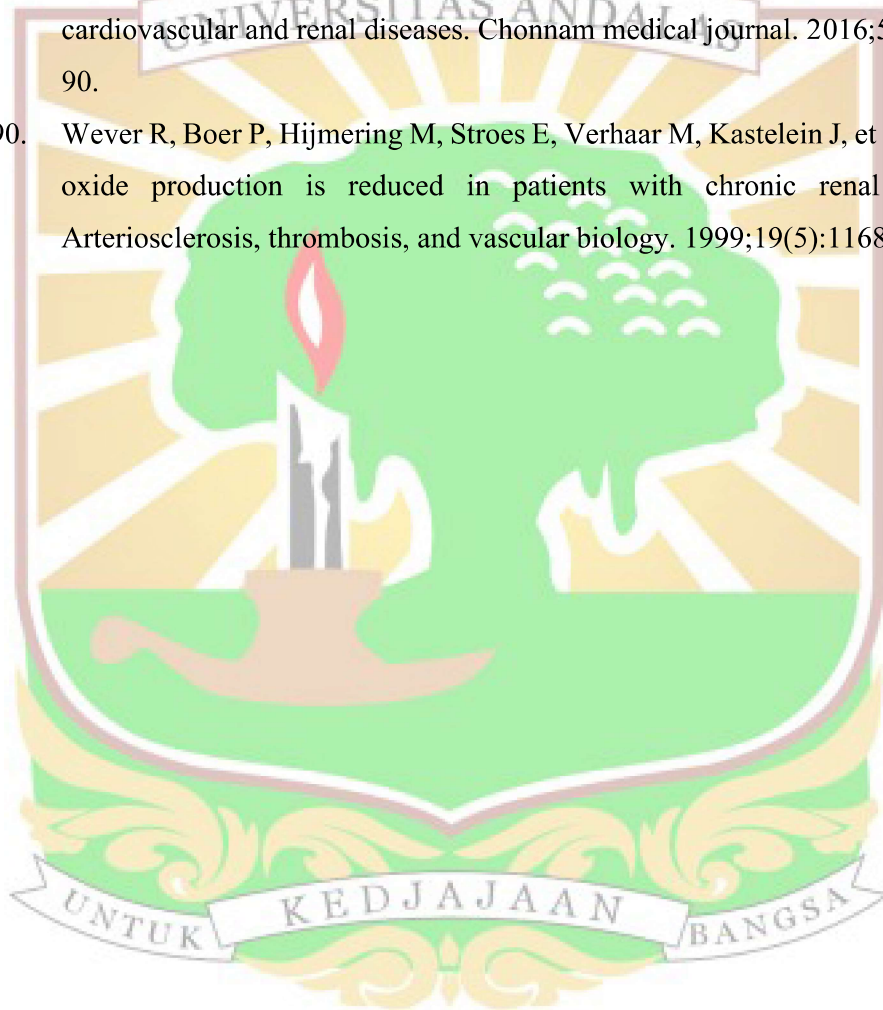 UNIVERSITAS ANDALAS
cardiovascular and renal diseases. Chonnam medical journal. 2016;5
90.
90. Wever R, Boer P, Hijmering M, Stroes E, Verhaar M, Kastelein J, et
oxide production is reduced in patients with chronic renal
Arteriosclerosis, thrombosis, and vascular biology. 1999;19(5):1168
UNTUK KEDJAJAAN BANGSA